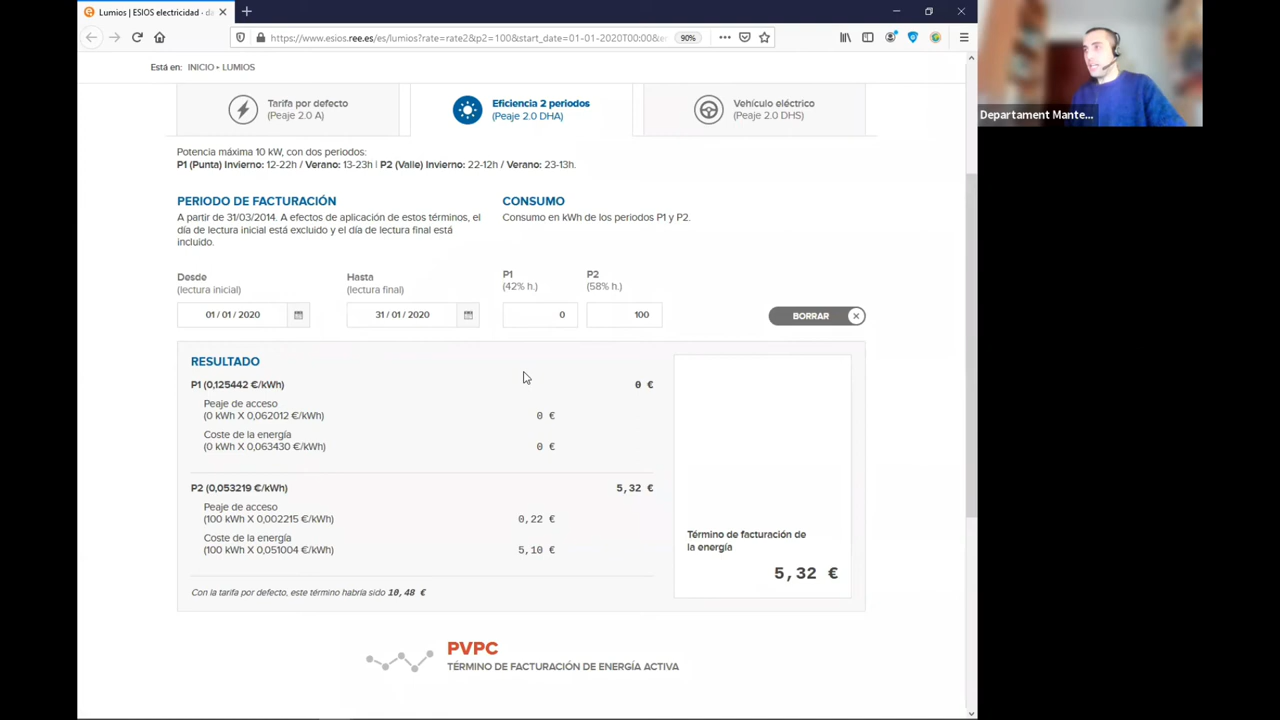 Lumios | ESIOS electricidad · da
https://www.esios.ree.es/es/lumios?rate=rate2&p2=100&start_date=01-01-2020T00:00&e
90%
Está en: INICIO • LUMIOS
Tarifa por defecto
(Peaje 2.0 A)
Eficiencia 2 periodos
(Peaje 2.0 DHA)
Vehículo eléctrico
(Peaje 2.0 DHS)
Potencia máxima 10 kW, con dos periodos:
P1 (Punta) Invierno: 12-22h / Verano: 13-23h | P2 (Valle) Invierno: 22-12h / Verano: 23-13h.
PERIODO DE FACTURACIÓN
A partir de 31/03/2014. A efectos de aplicación de estos términos, el
día de lectura inicial está excluido y el día de lectura final está
incluido.
CONSUMO
Consumo en kWh de los periodos P1 y P2.
Desde
(lectura inicial)
Hasta
(lectura final)
P1
(42% h.)
P2
(58% h.)
01 / 01 / 2020
31 / 01 / 2020
0
100
BORRAR
RESULTADO
P1 (0,125442 €/kWh) 0 €
Peaje de acceso
(0 kWh X 0,062012 €/kWh) 0 €
Coste de la energía
(0 kWh X 0,063430 €/kWh) 0 €
P2 (0,053219 €/kWh) 5,32 €
Peaje de acceso
(100 kWh X 0,002215 €/kWh) 0,22 €
Coste de la energía
(100 kWh X 0,051004 €/kWh) 5,10 €
Con la tarifa por defecto, este término habría sido 10,48 €
Término de facturación de
la energía
5,32 €
PVPC
TÉRMINO DE FACTURACIÓN DE ENERGÍA ACTIVA
Departament Mante...